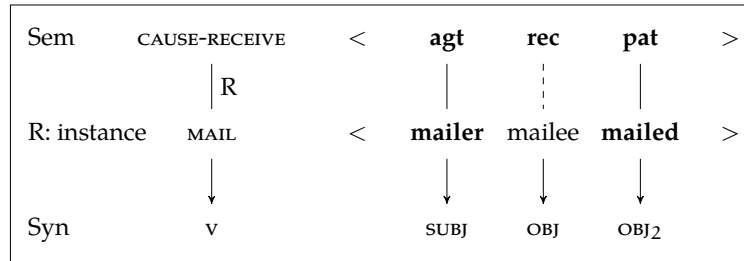 Sem CAUSE-RECEIVE < agt rec pat >
R
R: instance MAIL < mailer mailee mailed >
Syn V SUBJ OBJ OBJ₂